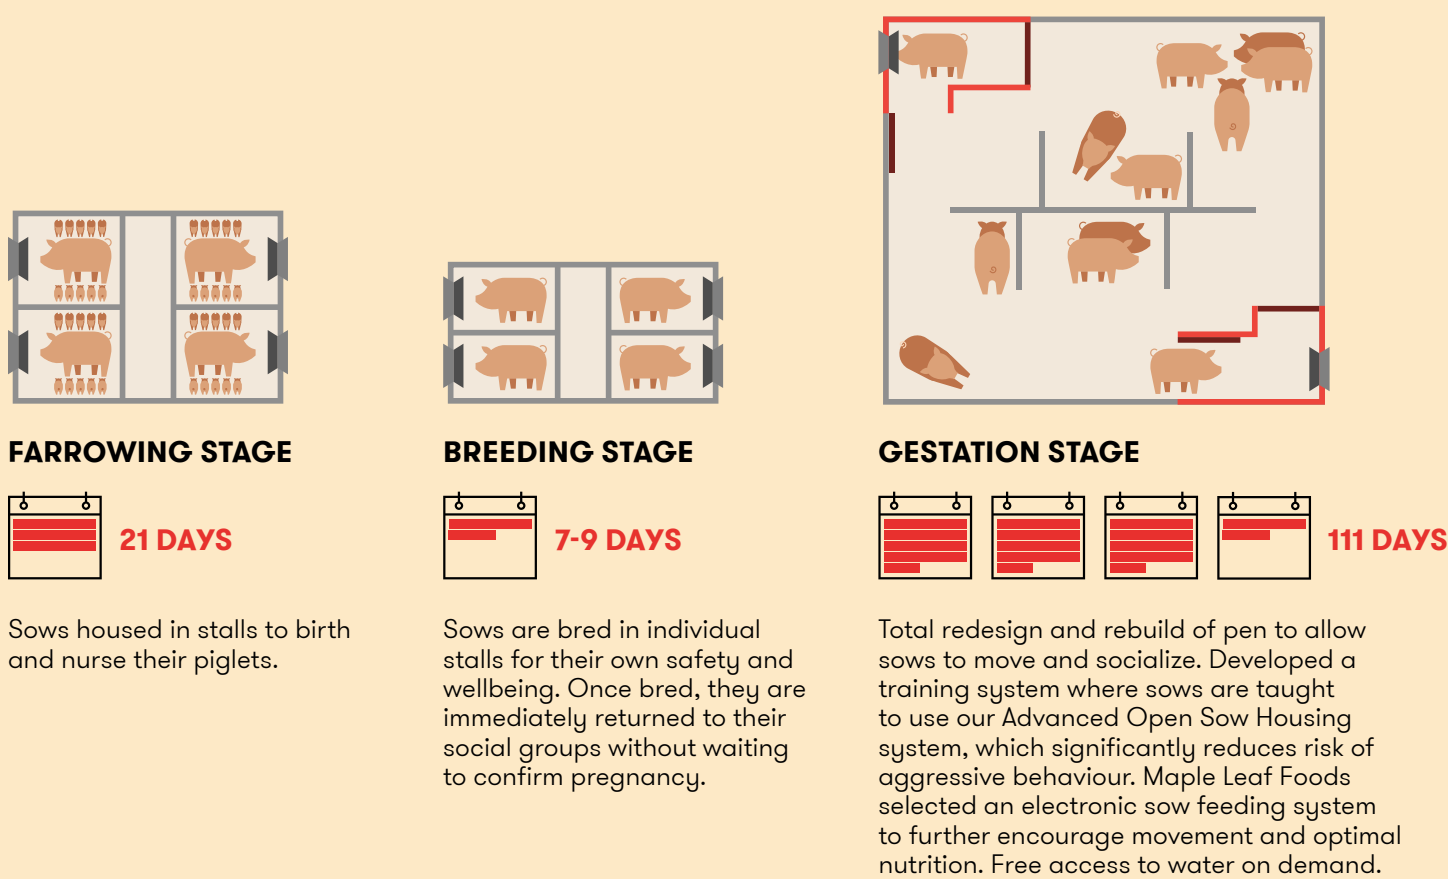 FARROWING STAGE
21 DAYS
Sows housed in stalls to birth
and nurse their piglets.
BREEDING STAGE
7-9 DAYS
Sows are bred in individual
stalls for their own safety and
wellbeing. Once bred, they are
immediately returned to their
social groups without waiting
to confirm pregnancy.
GESTATION STAGE
111 DAYS
Total redesign and rebuild of pen to allow
sows to move and socialize. Developed a
training system where sows are taught
to use our Advanced Open Sow Housing
system, which significantly reduces risk of
aggressive behaviour. Maple Leaf Foods
selected an electronic sow feeding system
to further encourage movement and optimal
nutrition. Free access to water on demand.